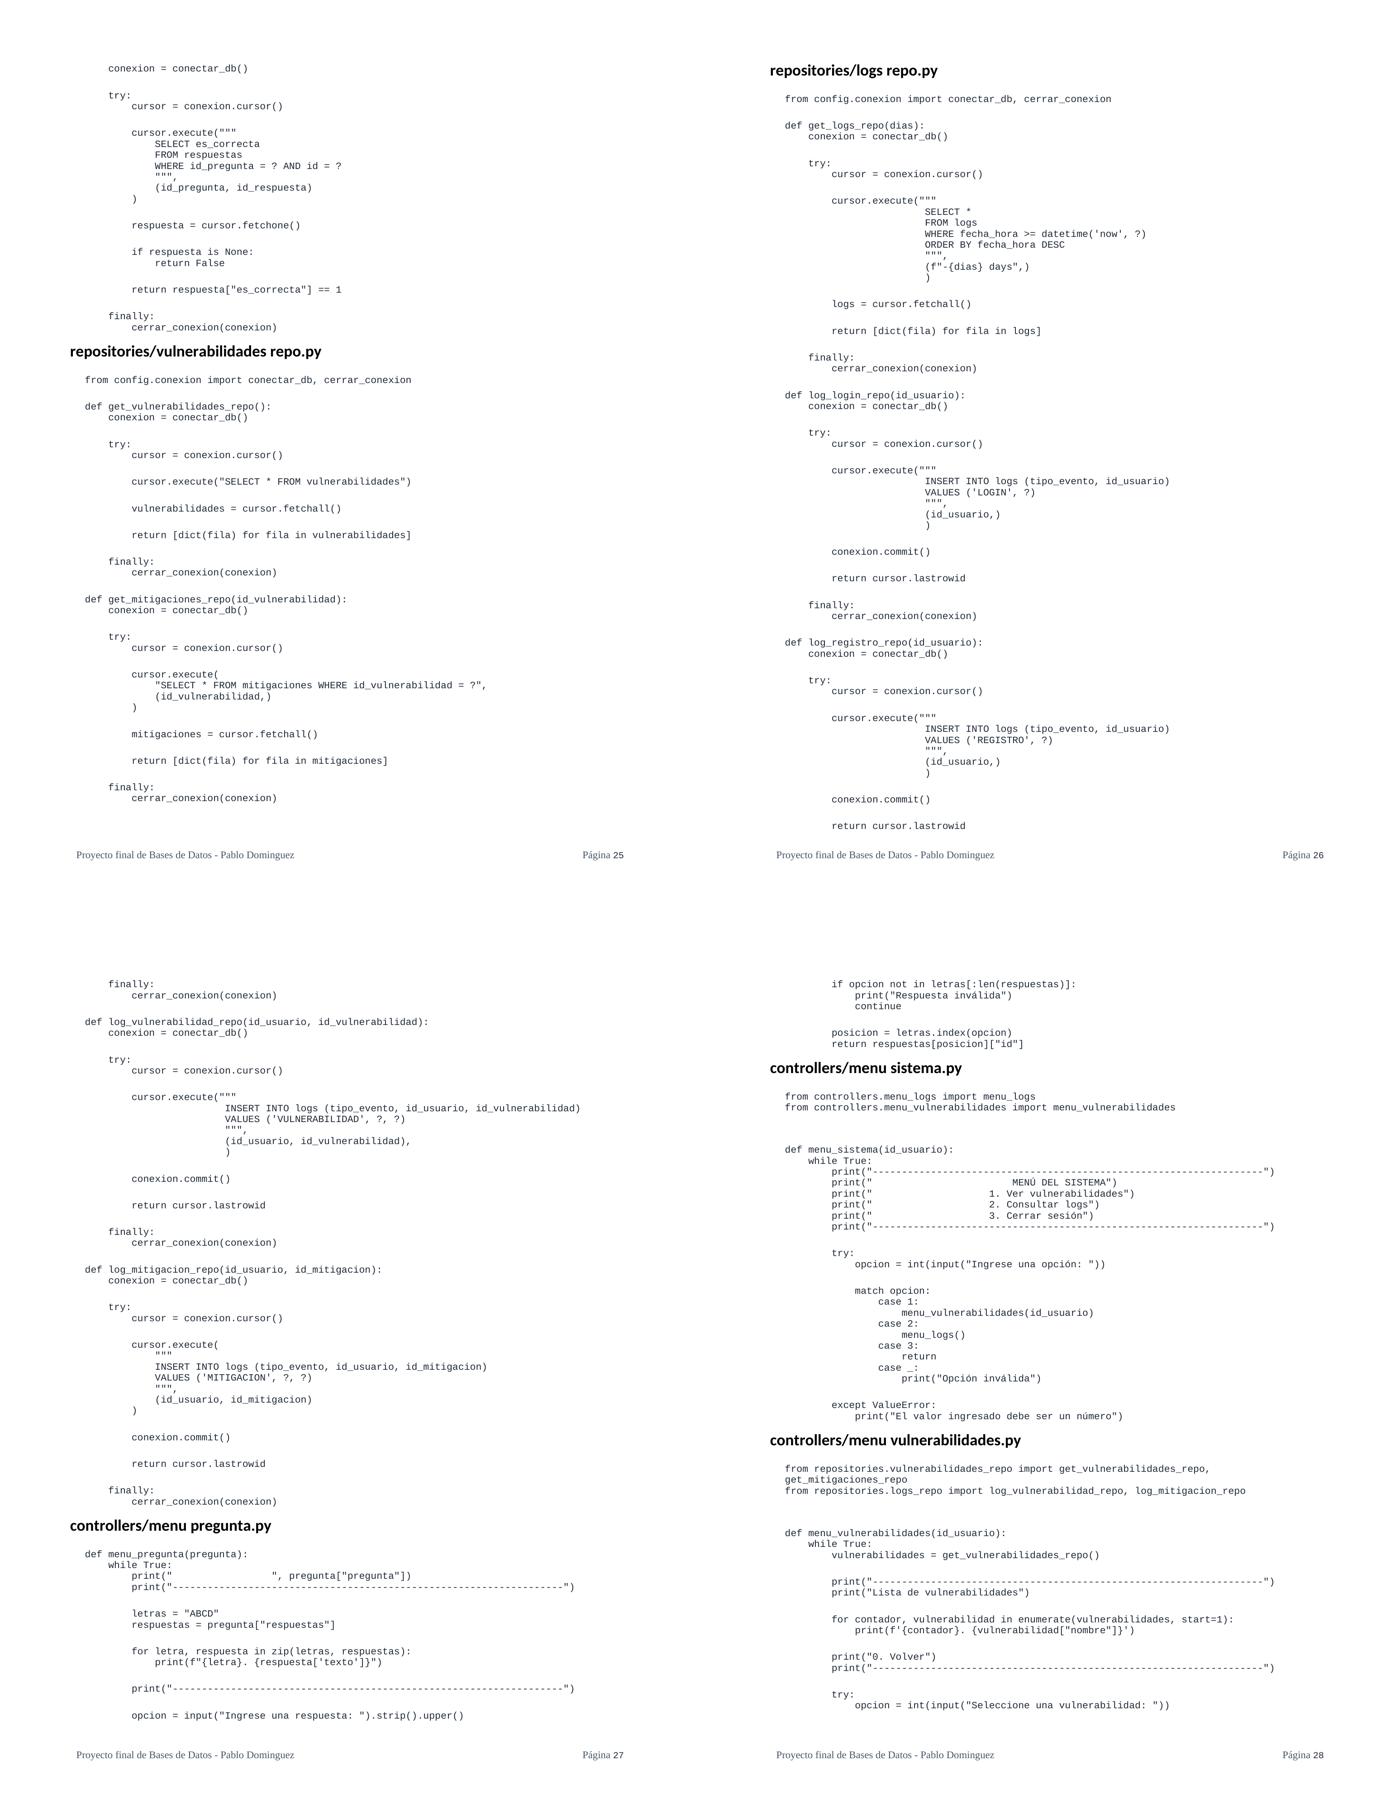 conexion = conectar_db()

    try:
        cursor = conexion.cursor()

        cursor.execute("""
            SELECT es_correcta
            FROM respuestas
            WHERE id_pregunta = ? AND id = ?
            """,
            (id_pregunta, id_respuesta)
        )

        respuesta = cursor.fetchone()

        if respuesta is None:
            return False

        return respuesta["es_correcta"] == 1

    finally:
        cerrar_conexion(conexion)
repositories/vulnerabilidades repo.py
from config.conexion import conectar_db, cerrar_conexion

def get_vulnerabilidades_repo():
    conexion = conectar_db()

    try:
        cursor = conexion.cursor()

        cursor.execute("SELECT * FROM vulnerabilidades")

        vulnerabilidades = cursor.fetchall()

        return [dict(fila) for fila in vulnerabilidades]

    finally:
        cerrar_conexion(conexion)

def get_mitigaciones_repo(id_vulnerabilidad):
    conexion = conectar_db()

    try:
        cursor = conexion.cursor()

        cursor.execute(
            "SELECT * FROM mitigaciones WHERE id_vulnerabilidad = ?",
            (id_vulnerabilidad,)
        )

        mitigaciones = cursor.fetchall()

        return [dict(fila) for fila in mitigaciones]

    finally:
        cerrar_conexion(conexion)
Proyecto final de Bases de Datos - Pablo Dominguez Página 25
repositories/logs repo.py
from config.conexion import conectar_db, cerrar_conexion

def get_logs_repo(dias):
    conexion = conectar_db()

    try:
        cursor = conexion.cursor()

        cursor.execute("""
                        SELECT *
                        FROM logs
                        WHERE fecha_hora >= datetime('now', ?)
                        ORDER BY fecha_hora DESC
                        """,
                        (f"-{dias} days",)
                        )

        logs = cursor.fetchall()

        return [dict(fila) for fila in logs]

    finally:
        cerrar_conexion(conexion)

def log_login_repo(id_usuario):
    conexion = conectar_db()

    try:
        cursor = conexion.cursor()

        cursor.execute("""
                        INSERT INTO logs (tipo_evento, id_usuario)
                        VALUES ('LOGIN', ?)
                        """,
                        (id_usuario,)
                        )

        conexion.commit()

        return cursor.lastrowid

    finally:
        cerrar_conexion(conexion)

def log_registro_repo(id_usuario):
    conexion = conectar_db()

    try:
        cursor = conexion.cursor()

        cursor.execute("""
                        INSERT INTO logs (tipo_evento, id_usuario)
                        VALUES ('REGISTRO', ?)
                        """,
                        (id_usuario,)
                        )

        conexion.commit()

        return cursor.lastrowid
Proyecto final de Bases de Datos - Pablo Dominguez Página 26
    finally:
        cerrar_conexion(conexion)

def log_vulnerabilidad_repo(id_usuario, id_vulnerabilidad):
    conexion = conectar_db()

    try:
        cursor = conexion.cursor()

        cursor.execute("""
                        INSERT INTO logs (tipo_evento, id_usuario, id_vulnerabilidad)
                        VALUES ('VULNERABILIDAD', ?, ?)
                        """,
                        (id_usuario, id_vulnerabilidad),
                        )

        conexion.commit()

        return cursor.lastrowid

    finally:
        cerrar_conexion(conexion)

def log_mitigacion_repo(id_usuario, id_mitigacion):
    conexion = conectar_db()

    try:
        cursor = conexion.cursor()

        cursor.execute(
            """
            INSERT INTO logs (tipo_evento, id_usuario, id_mitigacion)
            VALUES ('MITIGACION', ?, ?)
            """,
            (id_usuario, id_mitigacion)
        )

        conexion.commit()

        return cursor.lastrowid

    finally:
        cerrar_conexion(conexion)
controllers/menu pregunta.py
def menu_pregunta(pregunta):
    while True:
        print("                 ", pregunta["pregunta"])
        print("-------------------------------------------------------------------")

        letras = "ABCD"
        respuestas = pregunta["respuestas"]

        for letra, respuesta in zip(letras, respuestas):
            print(f"{letra}. {respuesta['texto']}")

        print("-------------------------------------------------------------------")

        opcion = input("Ingrese una respuesta: ").strip().upper()
Proyecto final de Bases de Datos - Pablo Dominguez Página 27
        if opcion not in letras[:len(respuestas)]:
            print("Respuesta inválida")
            continue

        posicion = letras.index(opcion)
        return respuestas[posicion]["id"]
controllers/menu sistema.py
from controllers.menu_logs import menu_logs
from controllers.menu_vulnerabilidades import menu_vulnerabilidades

def menu_sistema(id_usuario):
    while True:
        print("-------------------------------------------------------------------")
        print("                        MENÚ DEL SISTEMA")
        print("                    1. Ver vulnerabilidades")
        print("                    2. Consultar logs")
        print("                    3. Cerrar sesión")
        print("-------------------------------------------------------------------")

        try:
            opcion = int(input("Ingrese una opción: "))

            match opcion:
                case 1:
                    menu_vulnerabilidades(id_usuario)
                case 2:
                    menu_logs()
                case 3:
                    return
                case _:
                    print("Opción inválida")

        except ValueError:
            print("El valor ingresado debe ser un número")
controllers/menu vulnerabilidades.py
from repositories.vulnerabilidades_repo import get_vulnerabilidades_repo,
get_mitigaciones_repo
from repositories.logs_repo import log_vulnerabilidad_repo, log_mitigacion_repo

def menu_vulnerabilidades(id_usuario):
    while True:
        vulnerabilidades = get_vulnerabilidades_repo()

        print("-------------------------------------------------------------------")
        print("Lista de vulnerabilidades")

        for contador, vulnerabilidad in enumerate(vulnerabilidades, start=1):
            print(f'{contador}. {vulnerabilidad["nombre"]}')

        print("0. Volver")
        print("-------------------------------------------------------------------")

        try:
            opcion = int(input("Seleccione una vulnerabilidad: "))
Proyecto final de Bases de Datos - Pablo Dominguez Página 28